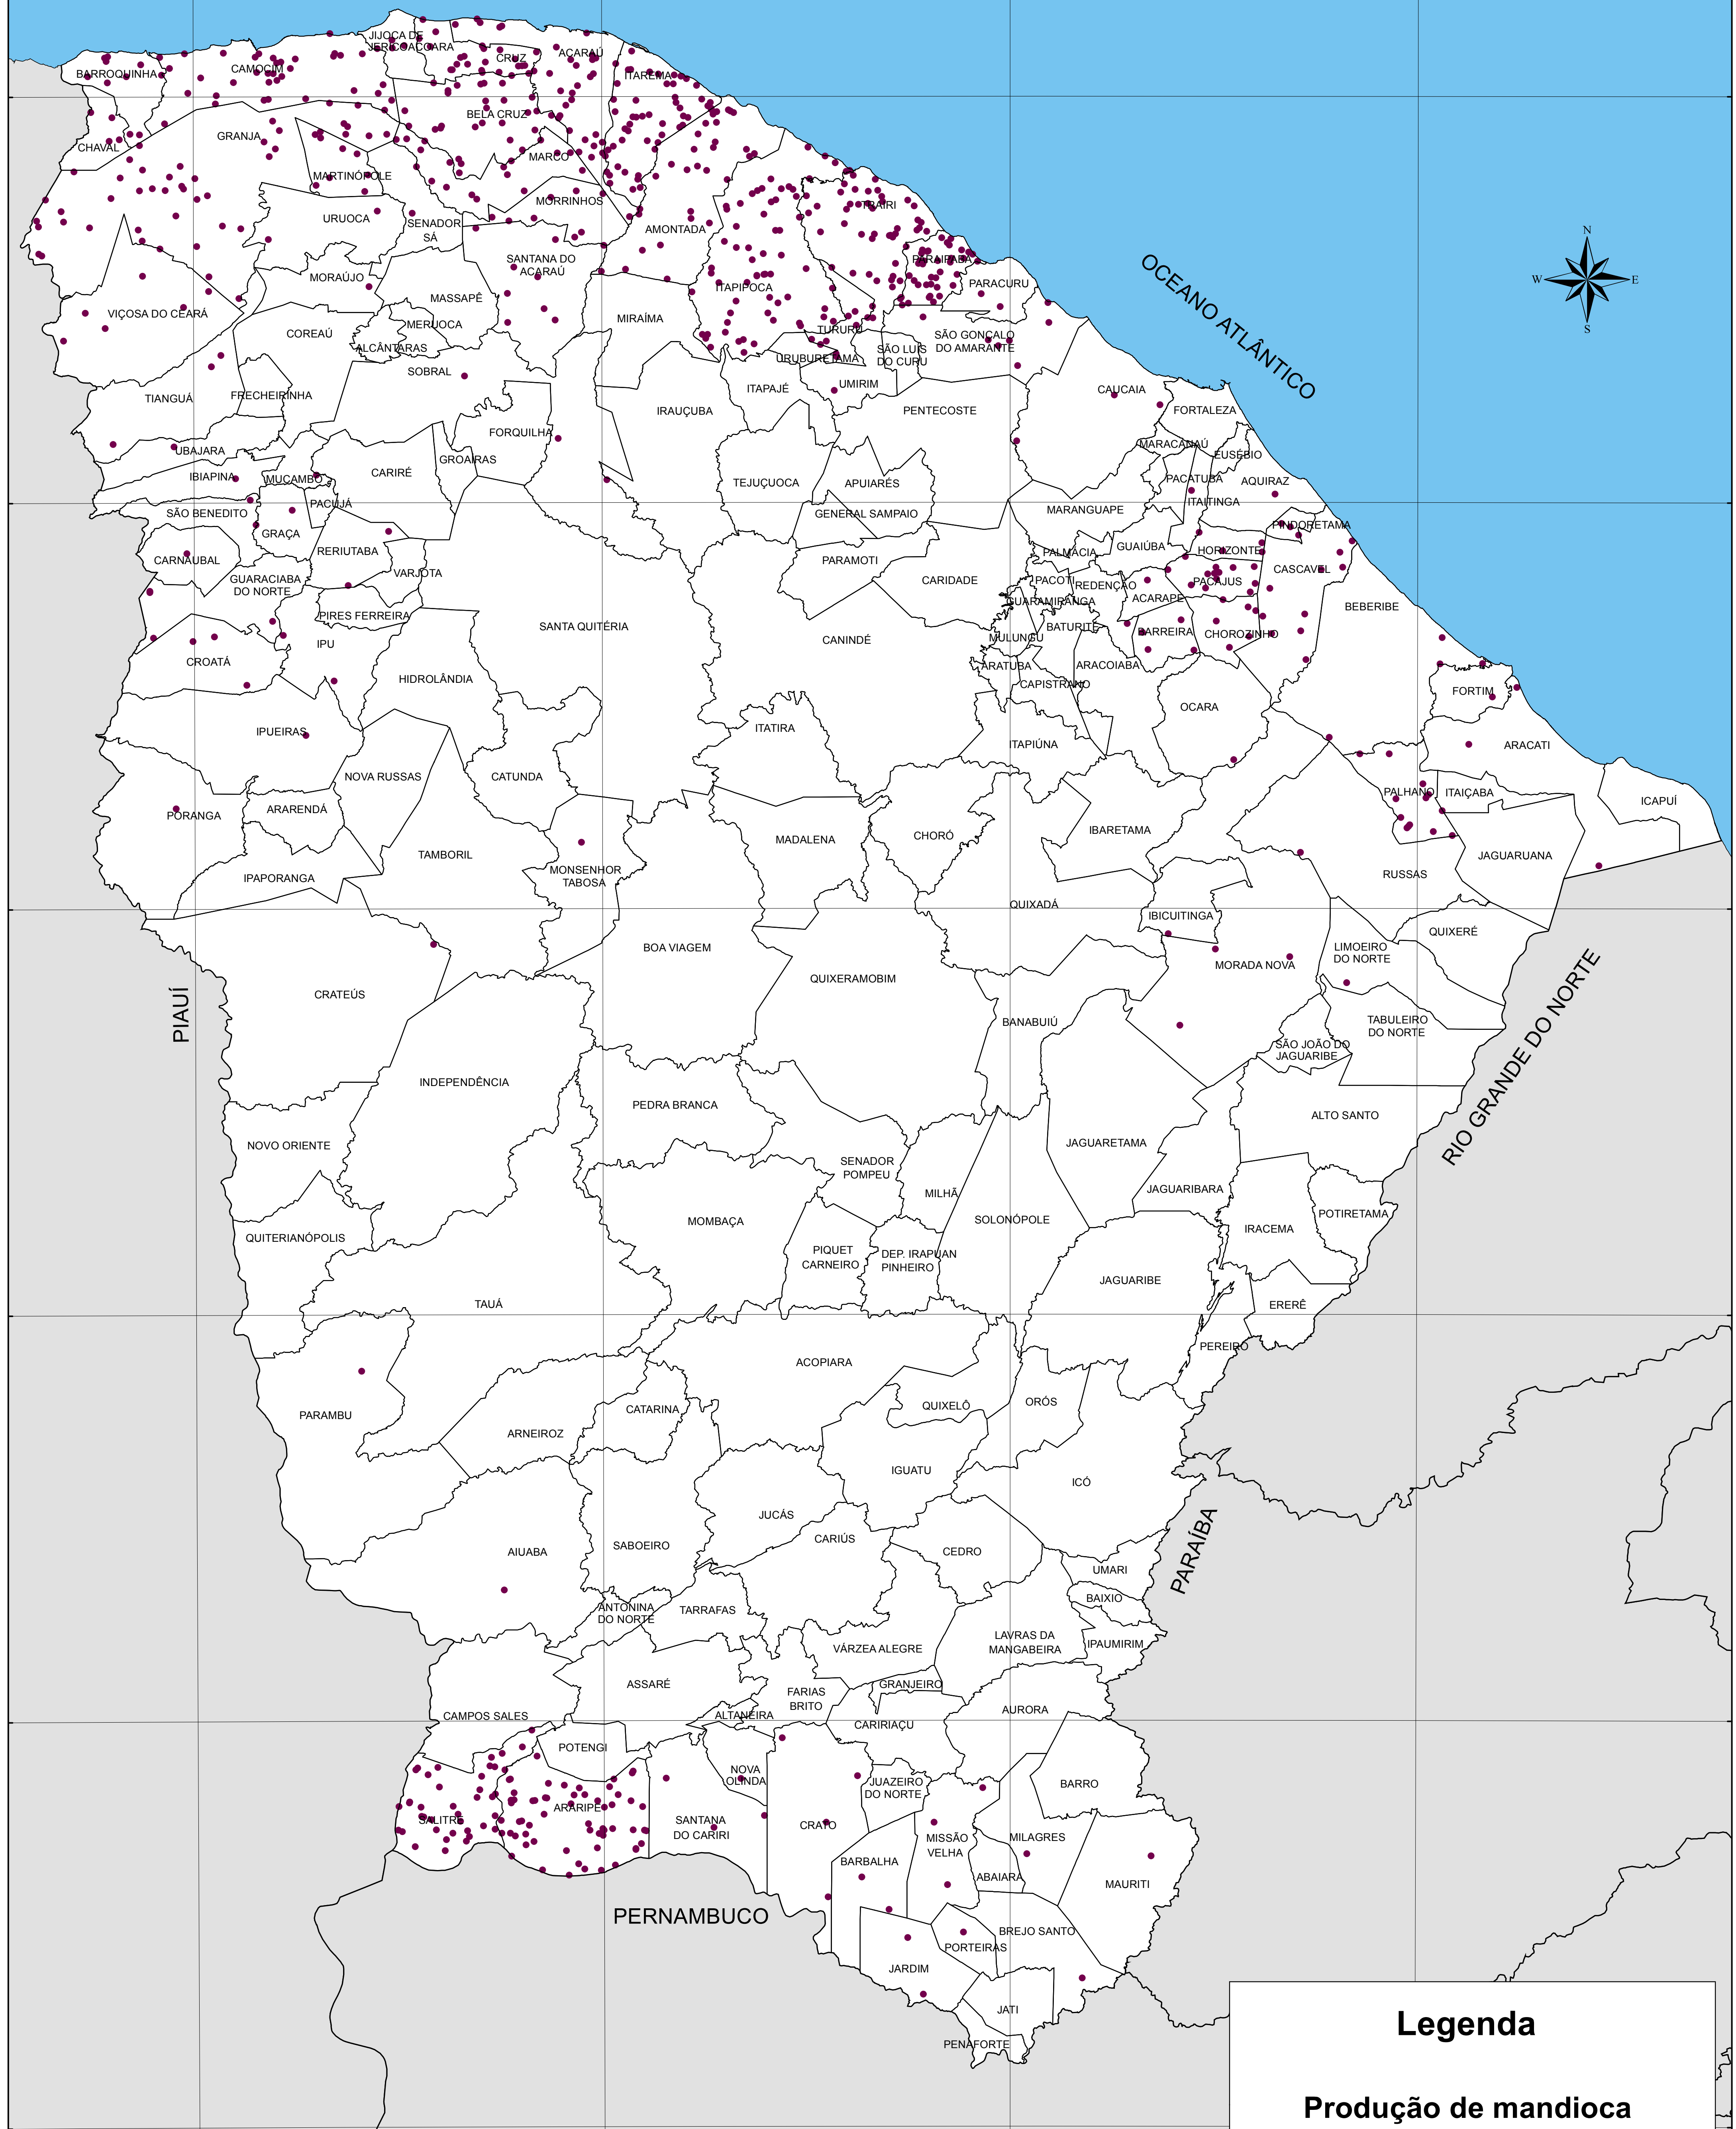 JIJOCA DE
JERICOACOARA
CRUZ
ACARAÚ
BARROQUINHA
CAMOCIM
ITAREMA
BELA CRUZ
GRANJA
CHAVAL
MARCO
MARTINÓPOLE
MORRINHOS
TRAIRI
URUOCA
SENADOR
SÁ
AMONTADA
N
W
E
S
SANTANA DO
ACARAÚ
PARAIPABA
OCEANO ATLÂNTICO
MORAÚJO
PARACURU
ITAPIPOCA
MASSAPÊ
VIÇOSA DO CEARÁ
MIRAÍMA
MERUOCA
COREAÚ
TURURU
SÃO GONÇALO
DO AMARANTE
ALCÂNTARAS
SÃO LUIS
DO CURU
URUBURETAMA
SOBRAL
UMIRIM
ITAPAJÉ
CAUCAIA
TIANGUÁ
FRECHEIRINHA
IRAUÇUBA
PENTECOSTE
FORTALEZA
FORQUILHA
MARACANAÚ
UBAJARA
EUSÉBIO
GROAÍRAS
CARIRÉ
IBIAPINA
MUCAMBO
TEJUÇUOCA
APUIARÉS
PACATUBA
AQUIRAZ
ITAITINGA
PACUJÁ
SÃO BENEDITO
GENERAL SAMPAIO
MARANGUAPE
PINDORETAMA
GRAÇA
RERIUTABA
GUAIÚBA
HORIZONTE
PALMÁCIA
CARNAUBAL
PARAMOTI
VARJOTA
CASCAVEL
GUARACIABA
DO NORTE
CARIDADE
PACOTI
REDENÇÃO
PACAJUS
ACARAPE
GUARAMIRANGA
BEBERIBE
PIRES FERREIRA
SANTA QUITÉRIA
BATURITÉ
BARREIRA
CHOROZINHO
MULUNGU
CANINDÉ
IPU
CROATÁ
ARATUBA
ARACOIABA
HIDROLÂNDIA
CAPISTRANO
FORTIM
OCARA
IPUEIRAS
ITATIRA
ITAPIÚNA
ARACATI
NOVA RUSSAS
CATUNDA
PALHANO
ITAIÇABA
ICAPUÍ
PORANGA
ARARENDÁ
IBARETAMA
CHORÓ
MADALENA
TAMBORIL
JAGUARUANA
MONSENHOR
TABOSA
RUSSAS
IPAPORANGA
QUIXADÁ
IBICUITINGA
QUIXERÉ
BOA VIAGEM
LIMOEIRO
DO NORTE
MORADA NOVA
QUIXERAMOBIM
CRATEÚS
PIAUÍ
BANABUIÚ
TABULEIRO
DO NORTE
SÃO JOÃO DO
JAGUARIBE
RIO GRANDE DO NORTE
INDEPENDÊNCIA
PEDRA BRANCA
ALTO SANTO
NOVO ORIENTE
JAGUARETAMA
SENADOR
POMPEU
MILHÃ
JAGUARIBARA
POTIRETAMA
SOLONÓPOLE
MOMBAÇA
IRACEMA
QUITERIANÓPOLIS
PIQUET
CARNEIRO
DEP. IRAPUAN
PINHEIRO
JAGUARIBE
TAUÁ
ERERÊ
PEREIRO
ACOPIARA
ORÓS
QUIXELÔ
CATARINA
PARAMBU
ARNEIROZ
IGUATU
ICÓ
JUCÁS
CARIÚS
PARAÍBA
SABOEIRO
CEDRO
AIUABA
UMARI
BAIXIO
ANTONINA
DO NORTE
TARRAFAS
LAVRAS DA
MANGABEIRA
IPAUMIRIM
VÁRZEA ALEGRE
ASSARÉ
GRANJEIRO
FARIAS
BRITO
AURORA
CAMPOS SALES
ALTANEIRA
CARIRIAÇU
POTENGI
NOVA
OLINDA
JUAZEIRO
DO NORTE
BARRO
ARARIPE
SALITRE
SANTANA
DO CARIRI
CRATO
MISSÃO
VELHA
MILAGRES
BARBALHA
ABAIARA
MAURITI
PERNAMBUCO
BREJO SANTO
PORTEIRAS
JARDIM
JATI
PENAFORTE
Legenda
Produção de mandioca